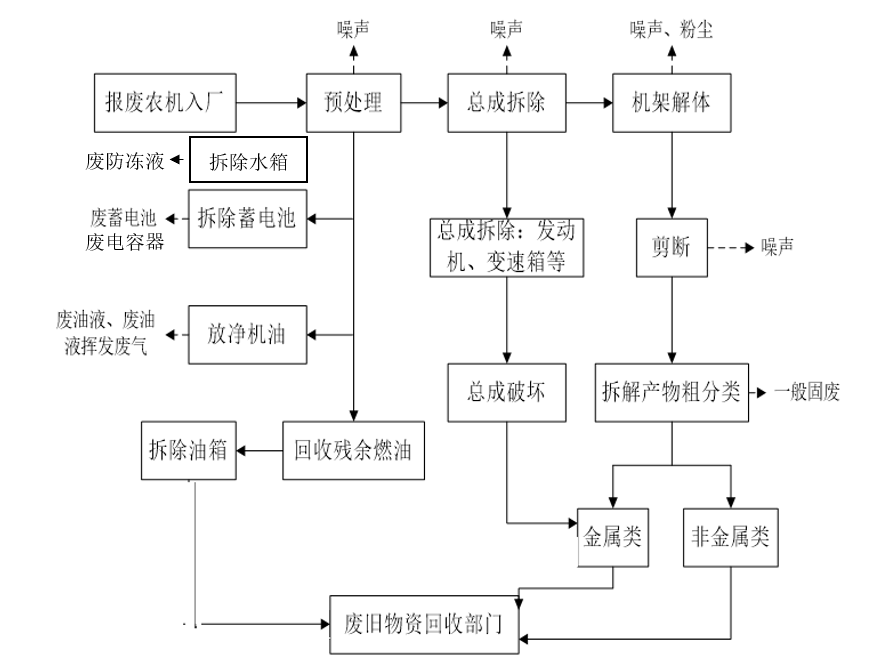 噪声
噪声
噪声、粉尘
报废农机入厂
预处理
总成拆除
机架解体
废防冻液
拆除水箱
废蓄电池
废电容器
拆除蓄电池
总成拆除：发动
机、变速箱等
剪断
噪声
废油液、废油
液挥发废气
放净机油
总成破坏
拆解产物粗分类
一般固废
拆除油箱
回收残余燃油
金属类
非金属类
废旧物资回收部门